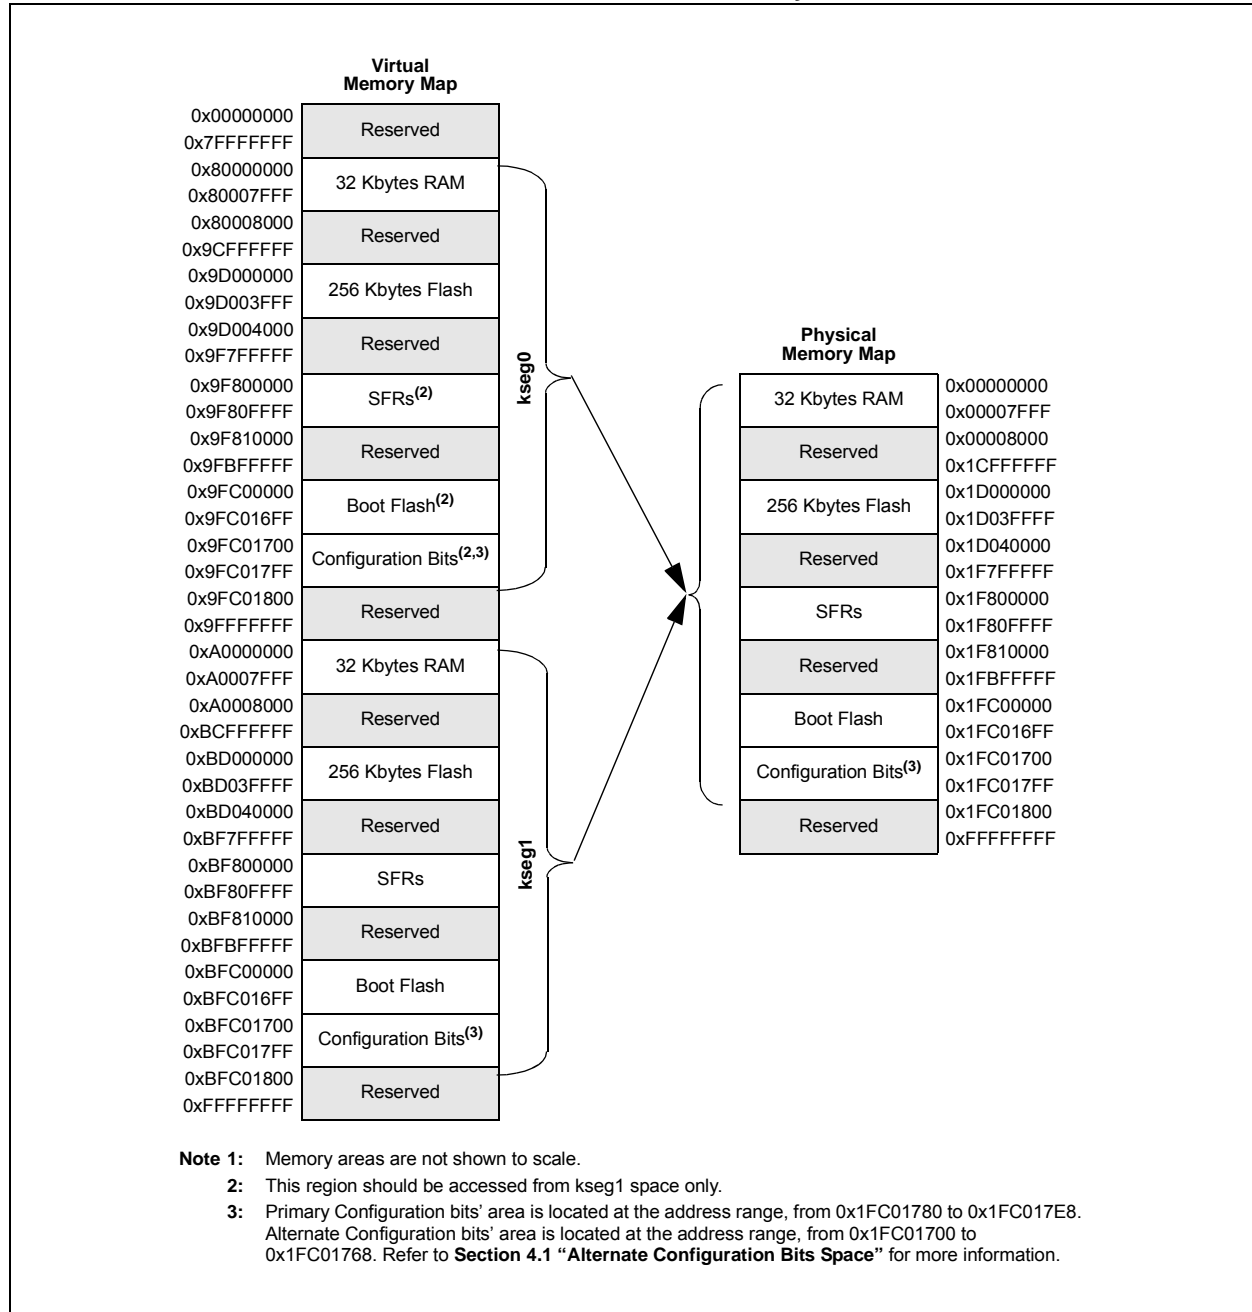 Virtual
Memory Map
0x00000000
Reserved
0x7FFFFFFF
0x80000000
32 Kbytes RAM
0x80007FFF
0x80008000
Reserved
0x9CFFFFFF
0x9D000000
256 Kbytes Flash
0x9D003FFF
0x9D004000
Reserved
0x9F7FFFFF
0x9F800000
SFRs(2)
0x9F80FFFF
0x9F810000
Reserved
0x9FBFFFFF
0x9FC00000
Boot Flash(2)
0x9FC016FF
0x9FC01700
Configuration Bits(2,3)
0x9FC017FF
0x9FC01800
Reserved
0x9FFFFFFF
0xA0000000
32 Kbytes RAM
0xA0007FFF
0xA0008000
Reserved
0xBCFFFFFF
0xBD000000
256 Kbytes Flash
0xBD03FFFF
0xBD040000
Reserved
0xBF7FFFFF
0xBF800000
SFRs
0xBF80FFFF
0xBF810000
Reserved
0xBFBFFFFF
0xBFC00000
Boot Flash
0xBFC016FF
0xBFC01700
Configuration Bits(3)
0xBFC017FF
0xBFC01800
Reserved
0xFFFFFFFF
kseg0
kseg1
Physical
Memory Map
32 Kbytes RAM
0x00000000
0x00007FFF
Reserved
0x00008000
0x1CFFFFFF
256 Kbytes Flash
0x1D000000
0x1D03FFFF
Reserved
0x1D040000
0x1F7FFFFF
SFRs
0x1F800000
0x1F80FFFF
Reserved
0x1F810000
0x1FBFFFFF
Boot Flash
0x1FC00000
0x1FC016FF
Configuration Bits(3)
0x1FC01700
0x1FC017FF
Reserved
0x1FC01800
0xFFFFFFFF
Note 1: Memory areas are not shown to scale.
2: This region should be accessed from kseg1 space only.
3: Primary Configuration bits’ area is located at the address range, from 0x1FC01780 to 0x1FC017E8.
Alternate Configuration bits’ area is located at the address range, from 0x1FC01700 to
0x1FC01768. Refer to Section 4.1 “Alternate Configuration Bits Space” for more information.